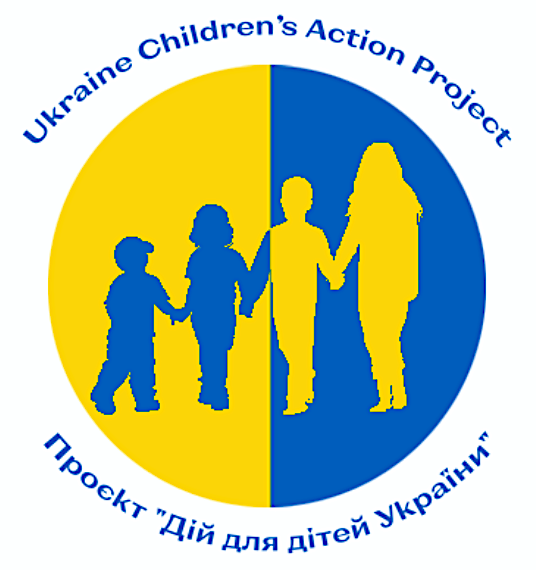 Ukraine Children's Action Project
Проєкт "Дій для дітей України"